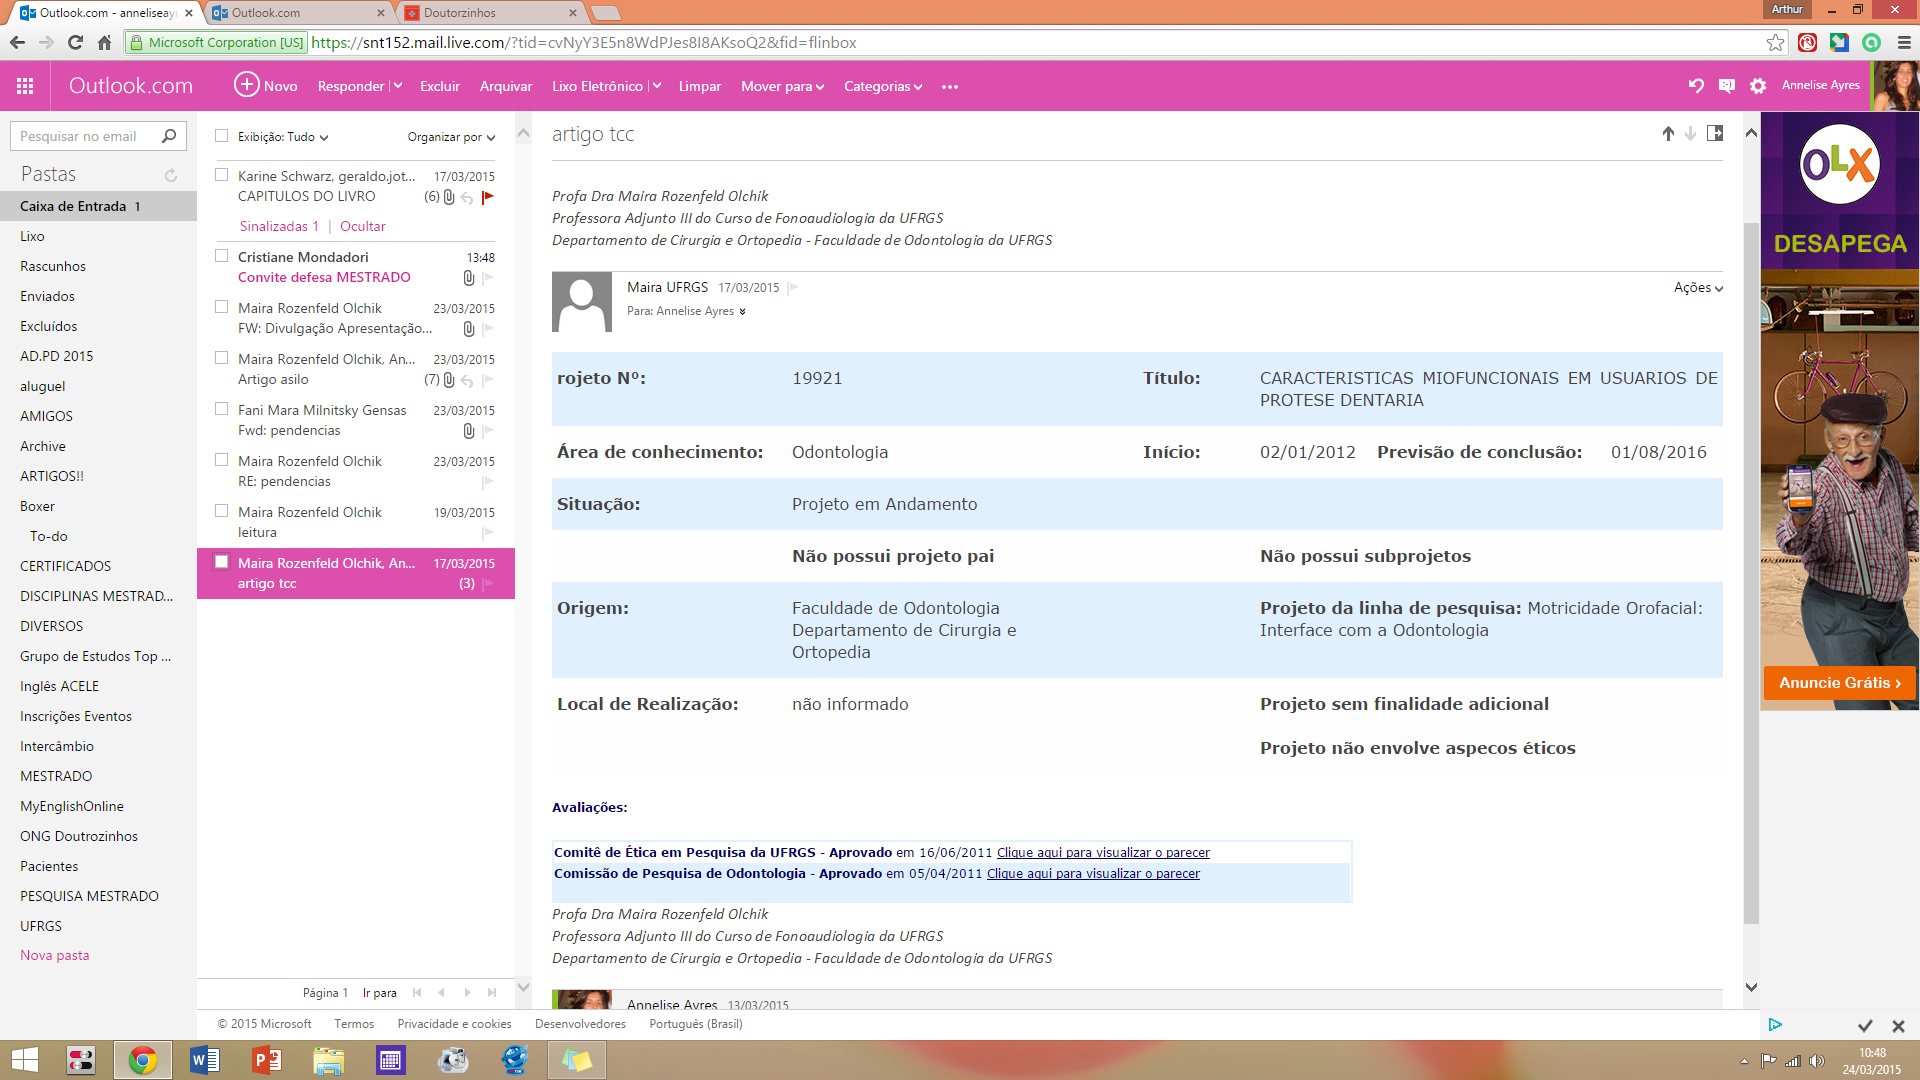 Outlook.com - anneliseay
Outlook.com
Doutorzinhos
Arthur
Microsoft Corporation [US]
https://snt152.mail.live.com/?tid=cvNyY3E5n8WdPJes8I8AKsoQ2&fid=flinbox
Outlook.com
Novo
Responder
Excluir
Arquivar
Lixo Eletrônico
Limpar
Mover para
Categorias
Annelise Ayres
Pesquisar no email
Pastas
Caixa de Entrada 1
Lixo
Rascunhos
Enviados
Excluídos
AD.PD 2015
aluguel
AMIGOS
Archive
ARTIGOS!!
Boxer
To-do
CERTIFICADOS
DISCIPLINAS MESTRAD...
DIVERSOS
Grupo de Estudos Top ...
Inglês ACELE
Inscrições Eventos
Intercâmbio
MESTRADO
MyEnglishOnline
ONG Doutrozinhos
Pacientes
PESQUISA MESTRADO
UFRGS
Nova pasta
Exibição: Tudo
Organizar por
Karine Schwarz, geraldo.jot... 17/03/2015
CAPITULOS DO LIVRO (6)
Sinalizadas 1 | Ocultar
Cristiane Mondadori 13:48
Convite defesa MESTRADO
Maira Rozenfeld Olchik 23/03/2015
FW: Divulgação Apresentação...
Maira Rozenfeld Olchik, An... 23/03/2015
Artigo asilo (7)
Fani Mara Milnitsky Gensas 23/03/2015
Fwd: pendencias
Maira Rozenfeld Olchik 23/03/2015
RE: pendencias
Maira Rozenfeld Olchik 19/03/2015
leitura
Maira Rozenfeld Olchik, An... 17/03/2015
artigo tcc (3)
Página 1 Ir para
artigo tcc
Profa Dra Maira Rozenfeld Olchik
Professora Adjunto III do Curso de Fonoaudiologia da UFRGS
Departamento de Cirurgia e Ortopedia - Faculdade de Odontologia da UFRGS
Maira UFRGS 17/03/2015
Ações
Para: Annelise Ayres
rojeto Nº: 19921 Título: CARACTERISTICAS MIOFUNCIONAIS EM USUARIOS DE
PROTESE DENTARIA
Área de conhecimento: Odontologia Início: 02/01/2012 Previsão de conclusão: 01/08/2016
Situação: Projeto em Andamento
Não possui projeto pai Não possui subprojetos
Origem: Faculdade de Odontologia Projeto da linha de pesquisa: Motricidade Orofacial:
Departamento de Cirurgia e Interface com a Odontologia
Ortopedia
Local de Realização: não informado Projeto sem finalidade adicional
Projeto não envolve aspecos éticos
Avaliações:
Comitê de Ética em Pesquisa da UFRGS - Aprovado em 16/06/2011 Clique aqui para visualizar o parecer
Comissão de Pesquisa de Odontologia - Aprovado em 05/04/2011 Clique aqui para visualizar o parecer
Profa Dra Maira Rozenfeld Olchik
Professora Adjunto III do Curso de Fonoaudiologia da UFRGS
Departamento de Cirurgia e Ortopedia - Faculdade de Odontologia da UFRGS
Annelise Ayres 13/03/2015
OLX
DESAPEGA
Anuncie Grátis ›
© 2015 Microsoft Termos Privacidade e cookies Desenvolvedores Português (Brasil)
10:48
24/03/2015